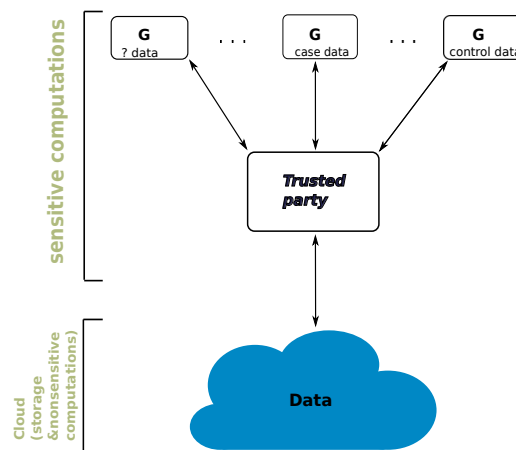 G
? data
. . .
G
case data
. . .
G
control data
sensitive computations
Trusted
party
Cloud
(storage
&nonsensitive
computations)
Data